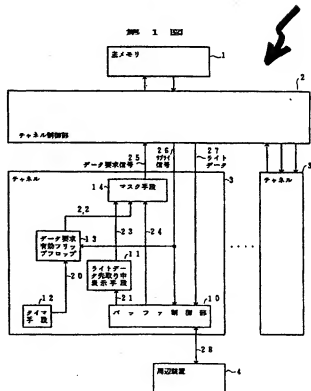 第1図
主メモリ
1
2
チャネル制御部
25
データ要求信号
26
リプライ信号
27
ライトデータ
チャネル
3
チャネル
3
マスク手段
14
22
23
24
データ要求有効フリップフロップ
13
ライトデータ先取り中表示手段
11
20
21
タイマ手段
12
バッファ制御部
10
28
周辺装置
4